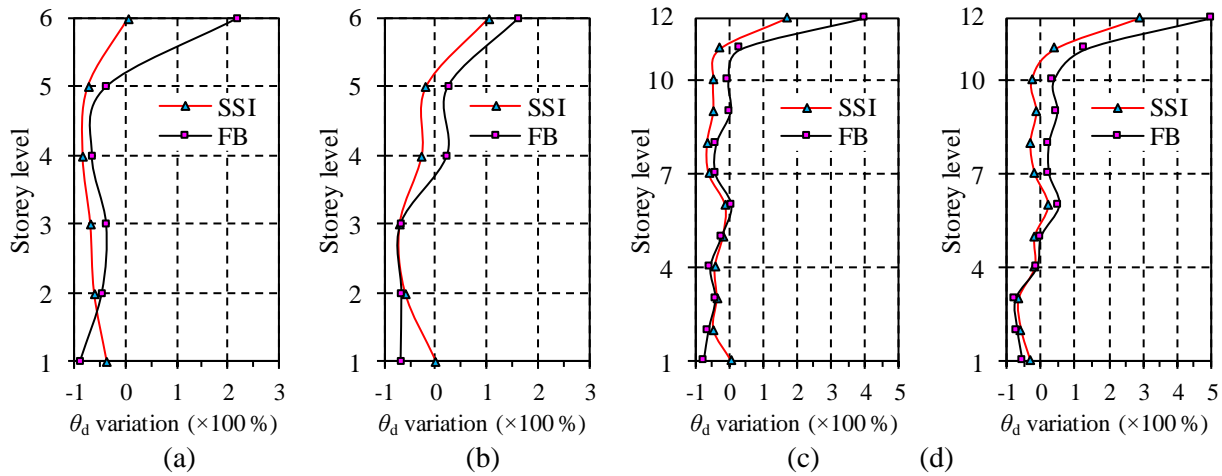 6
5
4
3
2
1
Storey level
SSI
FB
-1 0 1 2 3
θd variation (×100 %)
(a)
6
5
4
3
2
1
Storey level
SSI
FB
-1 0 1 2 3
θd variation (×100 %)
(b)
12
10
7
4
1
Storey level
SSI
FB
-1 0 1 2 3 4 5
θd variation (×100 %)
(c)
12
10
7
4
1
Storey level
SSI
FB
-1 0 1 2 3 4 5
θd variation (×100 %)
(d)